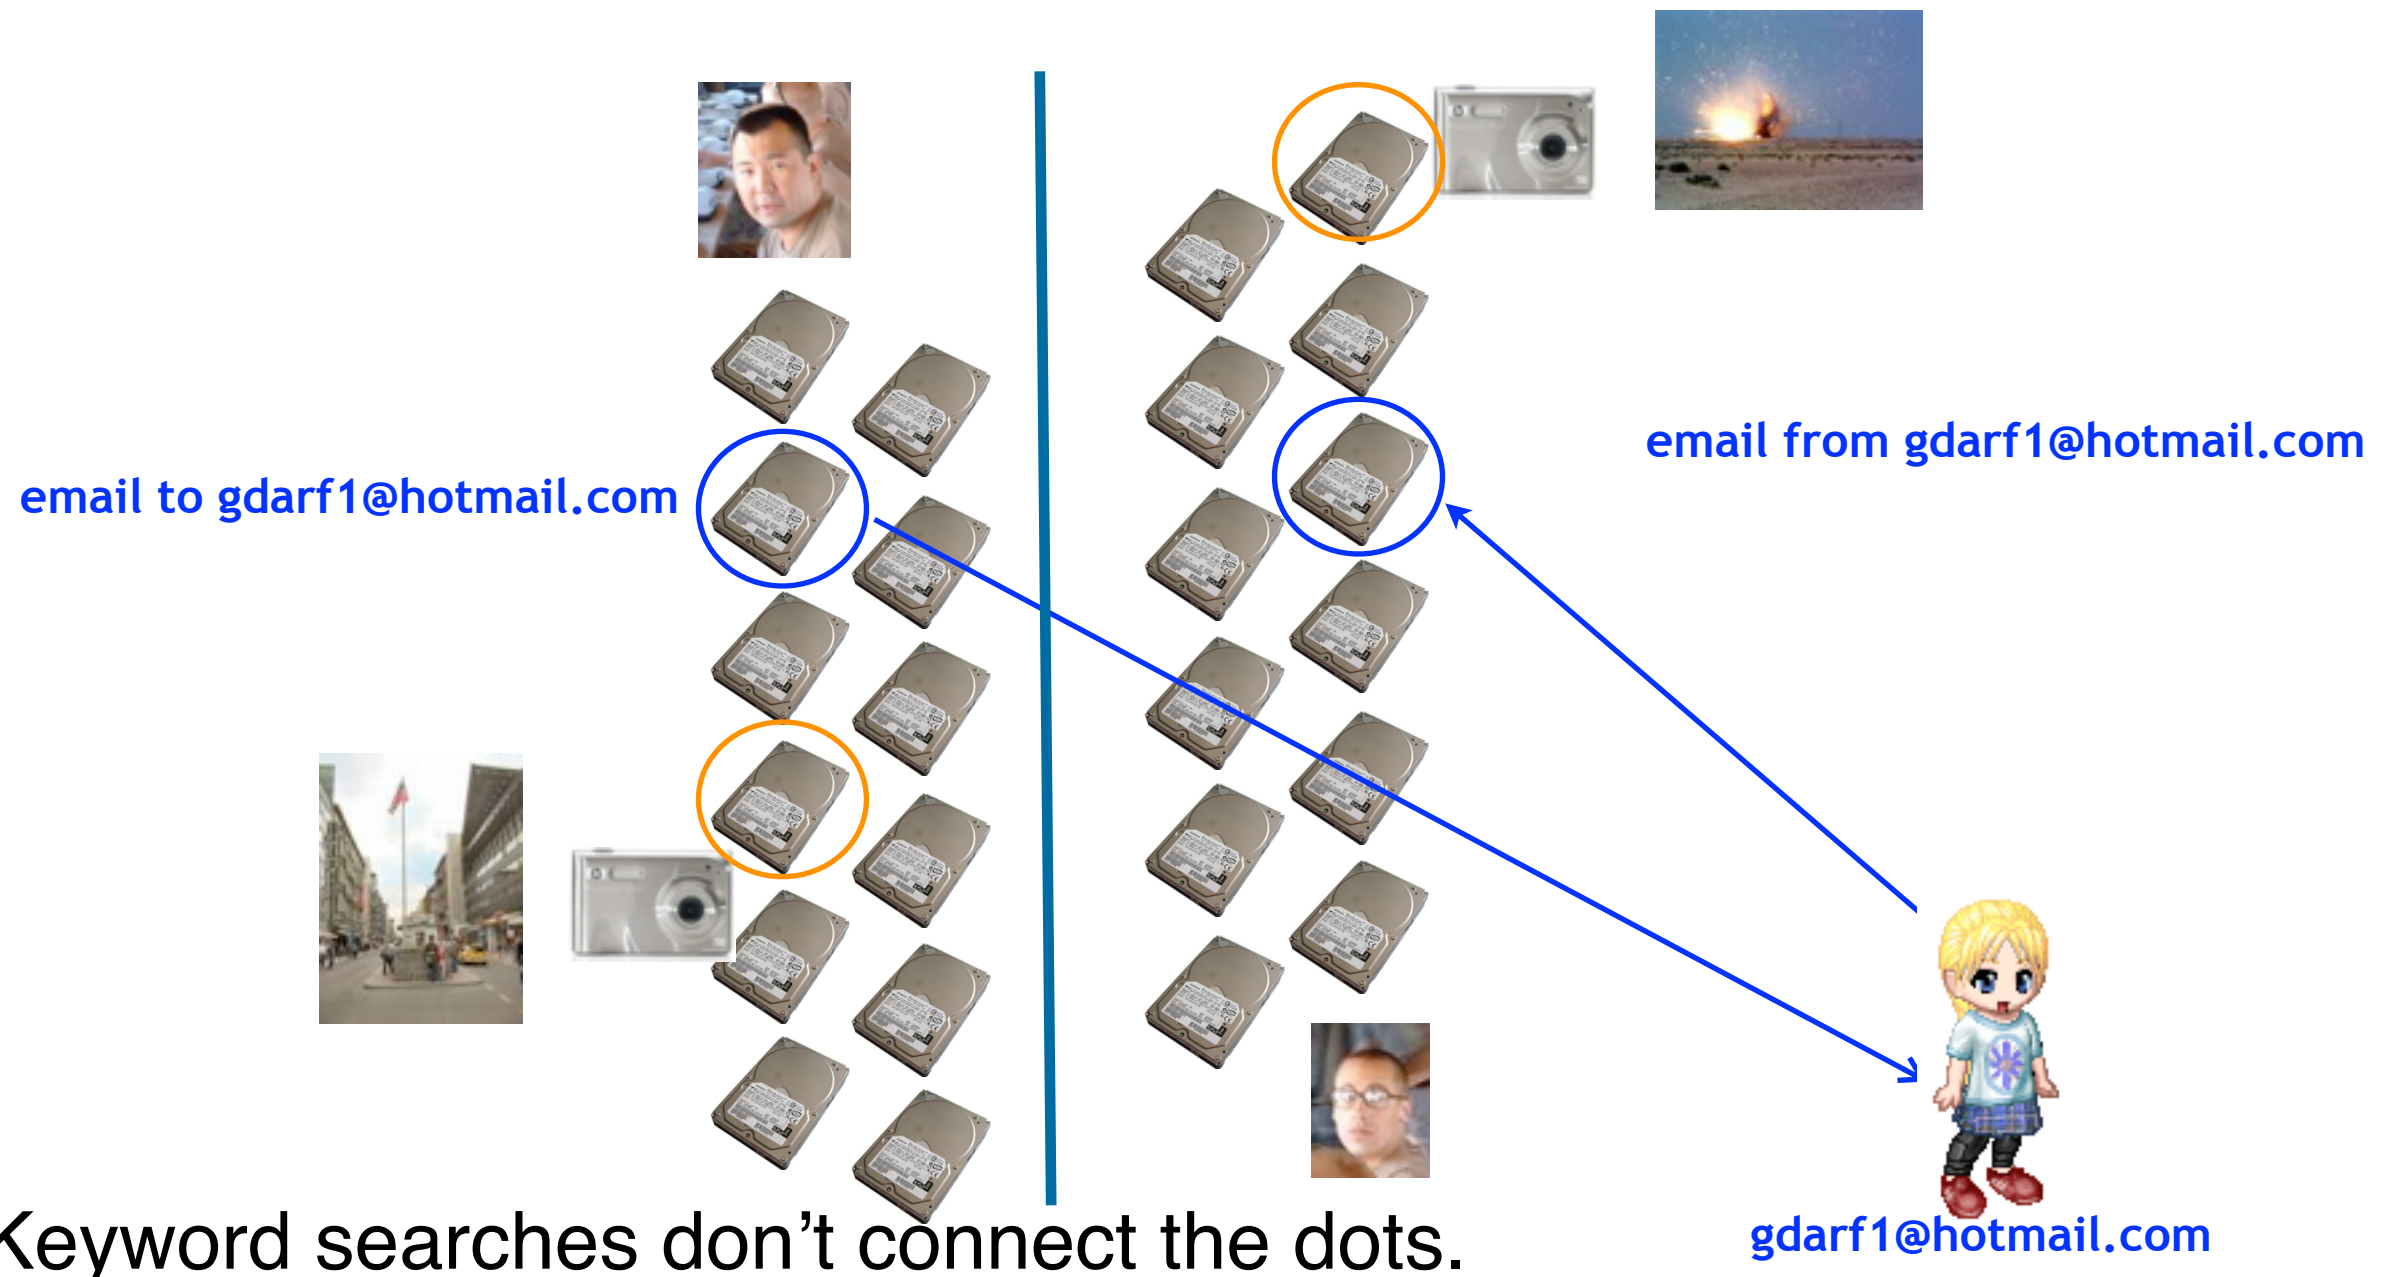 email from gdarf1@hotmail.com
email to gdarf1@hotmail.com
Keyword searches don't connect the dots.
gdarf1@hotmail.com